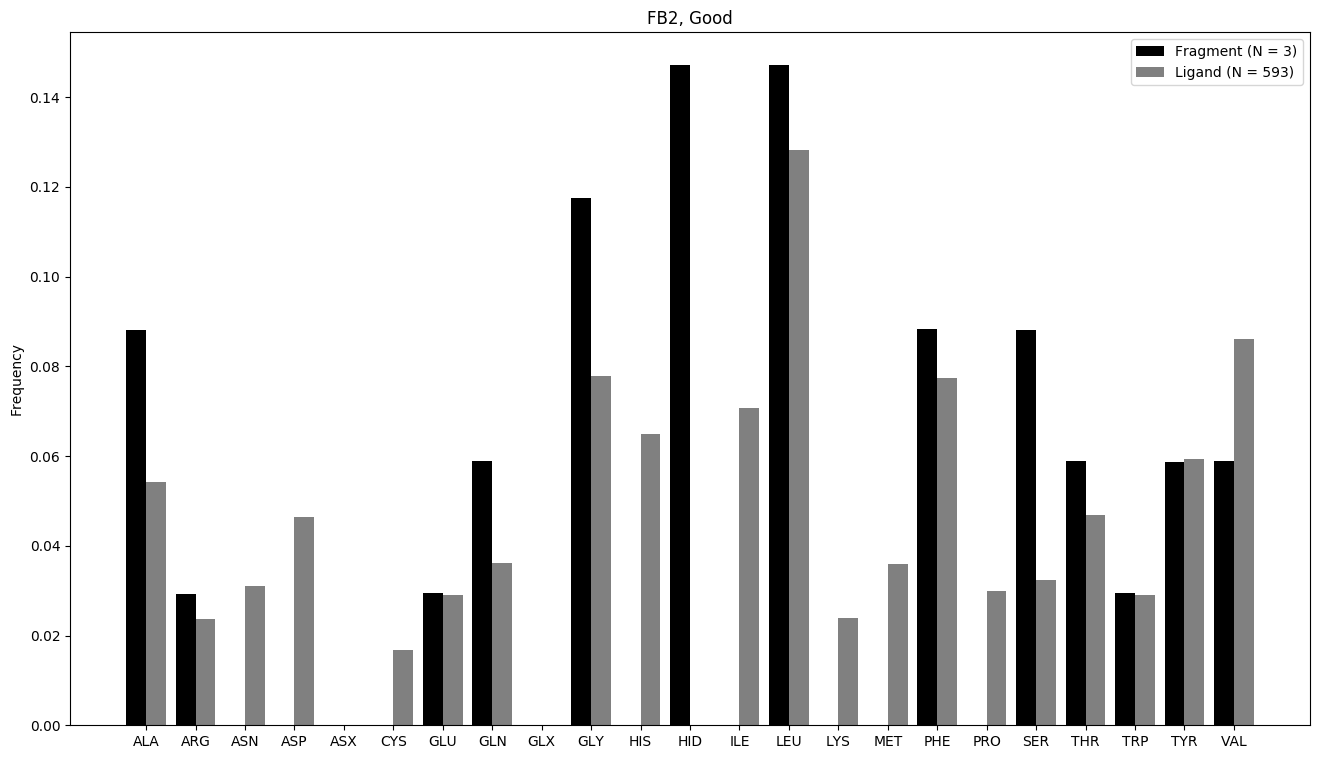 FB2, Good
Fragment (N = 3)
Ligand (N = 593)
Frequency
0.14
0.12
0.10
0.08
0.06
0.04
0.02
0.00
ALA ARG ASN ASP ASX CYS GLU GLN GLX GLY HIS HID ILE LEU LYS MET PHE PRO SER THR TRP TYR VAL